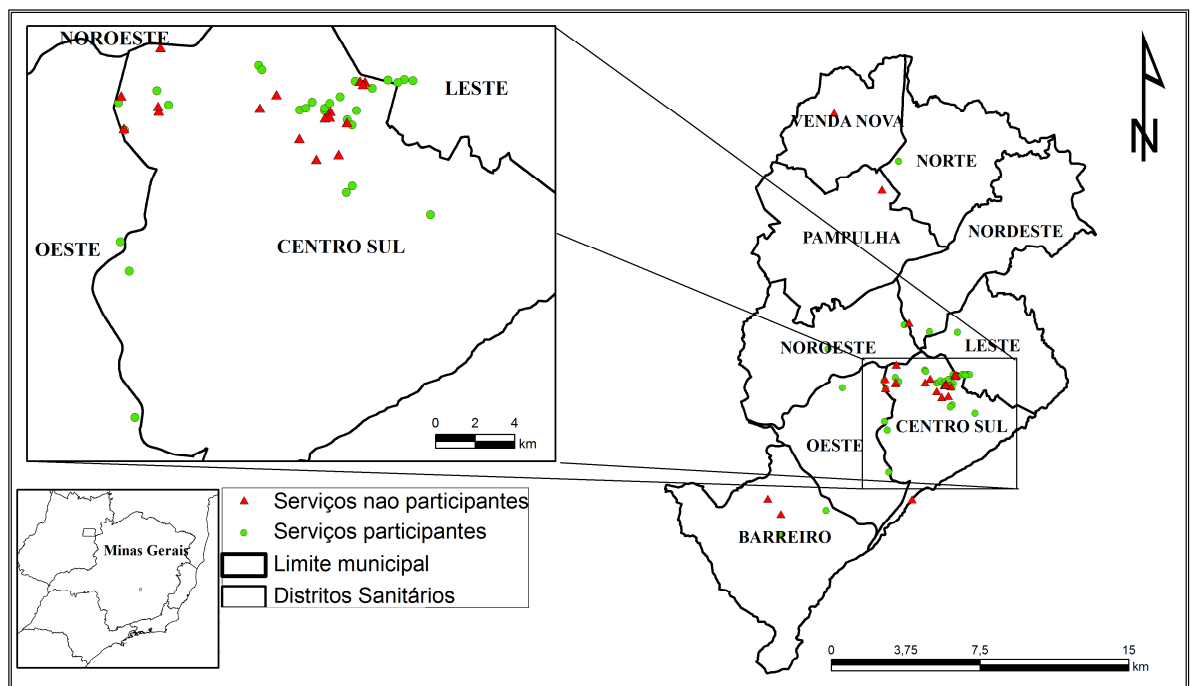 NOROESTE
LESTE
OESTE
CENTRO SUL
0 2 4
km
VENDA NOVA
NORTE
PAMPULHA
NORDESTE
NOROESTE
LESTE
OESTE
CENTRO SUL
BARREIRO
N
Minas Gerais
Serviços nao participantes
Serviços participantes
Limite municipal
Distritos Sanitários
0 3,75 7,5 15
km